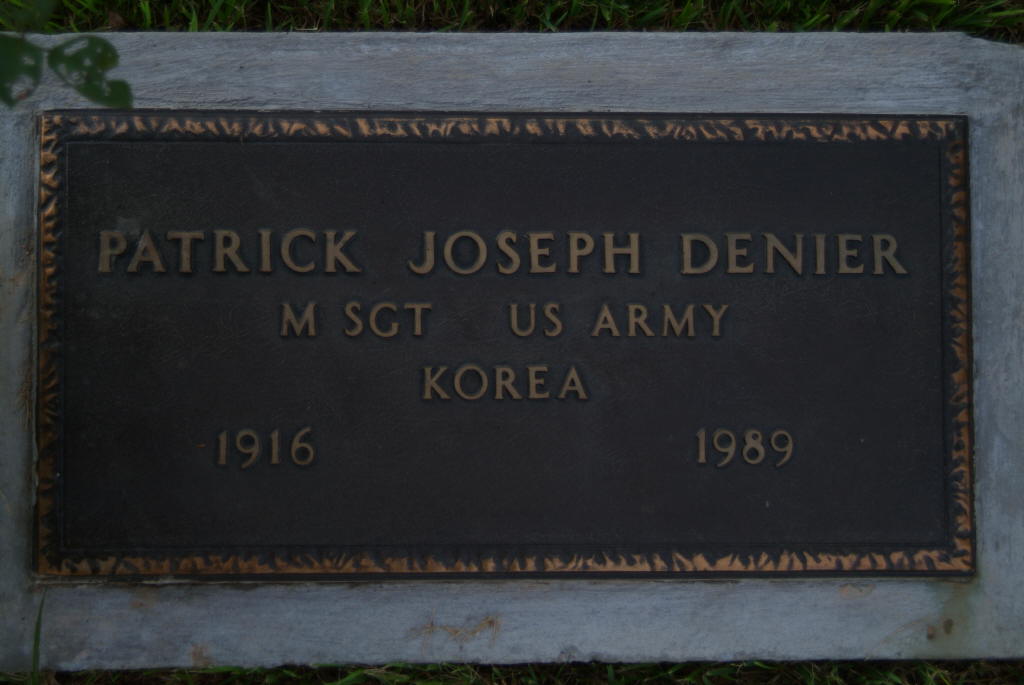 PATRICK JOSEPH DENIER
M SGT US ARMY
KOREA
1916 1989